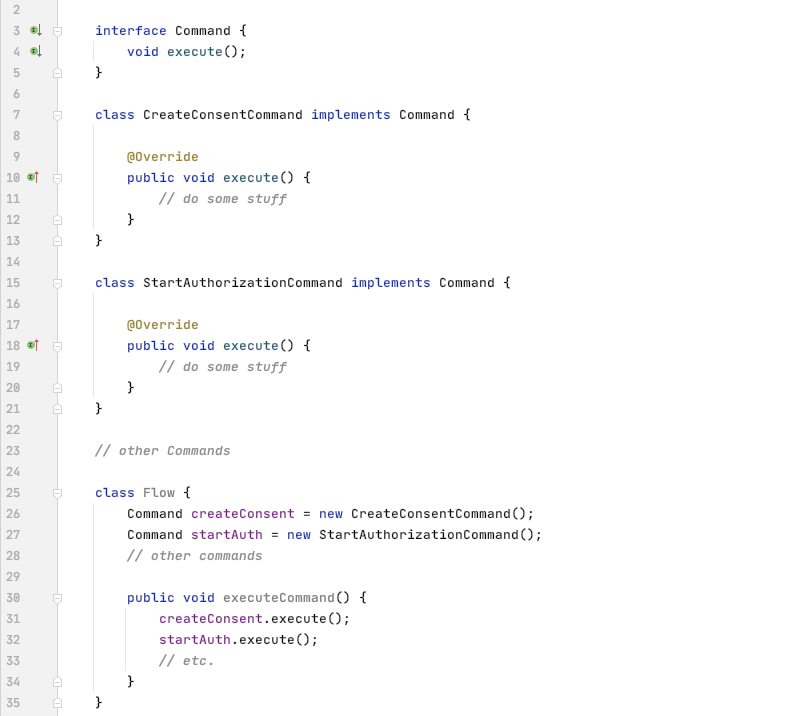 2
3 interface Command {
4 void execute();
5 }
6
7 class CreateConsentCommand implements Command {
8
9 @Override
10 public void execute() {
11 // do some stuff
12 }
13 }
14
15 class StartAuthorizationCommand implements Command {
16
17 @Override
18 public void execute() {
19 // do some stuff
20 }
21 }
22
23 // other Commands
24
25 class Flow {
26 Command createConsent = new CreateConsentCommand();
27 Command startAuth = new StartAuthorizationCommand();
28 // other commands
29
30 public void executeCommand() {
31 createConsent.execute();
32 startAuth.execute();
33 // etc.
34 }
35 }